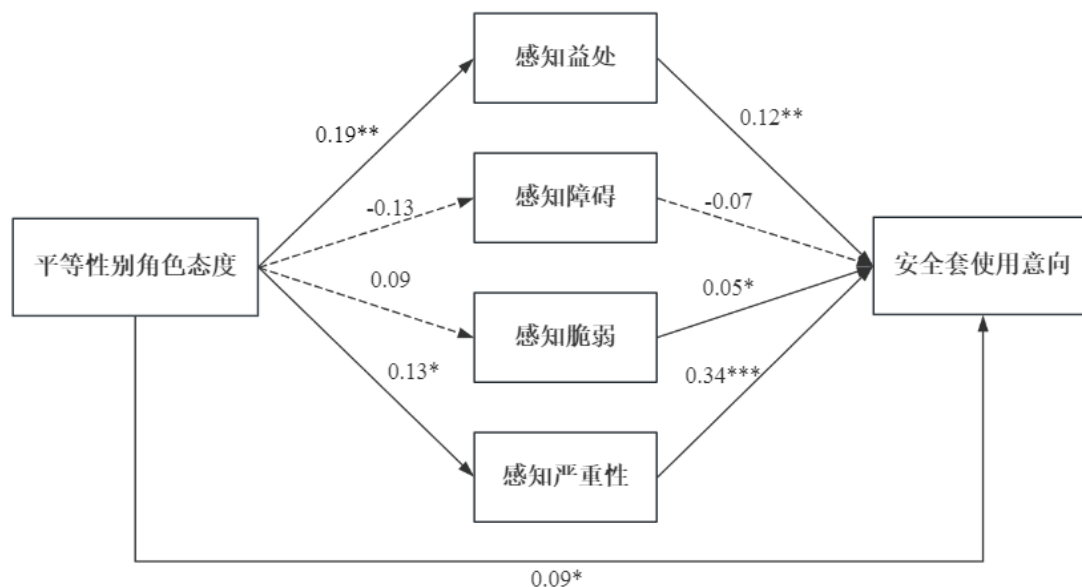 感知益处
0.19**
0.12**
感知障碍
-0.13
-0.07
平等性别角色态度
安全套使用意向
0.09
0.05*
感知脆弱
0.13*
0.34***
感知严重性
0.09*